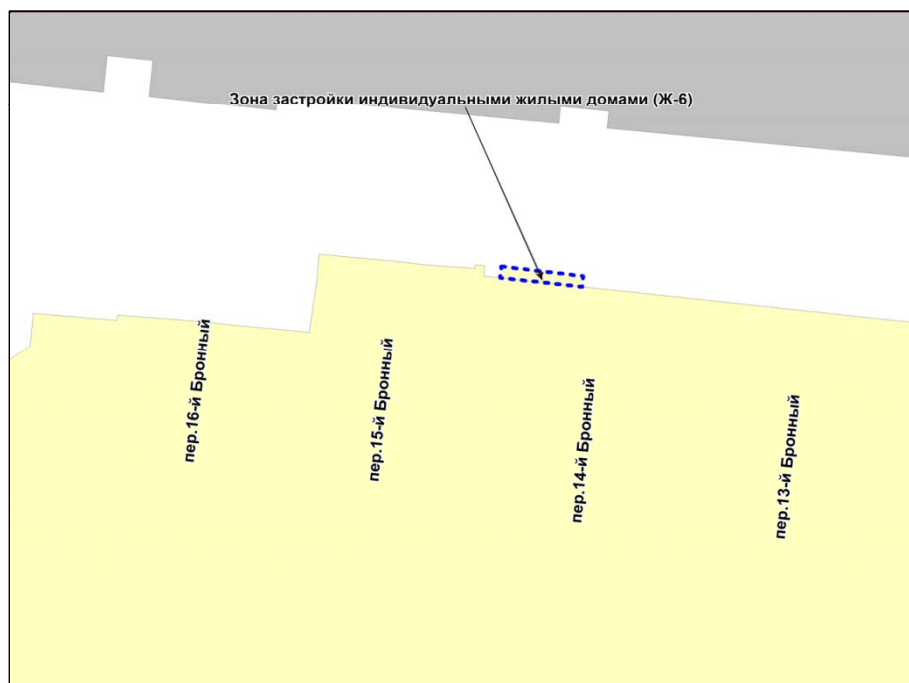 Зона застройки индивидуальными жилыми домами (Ж-6)
пер.16-й Бронный
пер.15-й Бронный
пер.14-й Бронный
пер.13-й Бронный